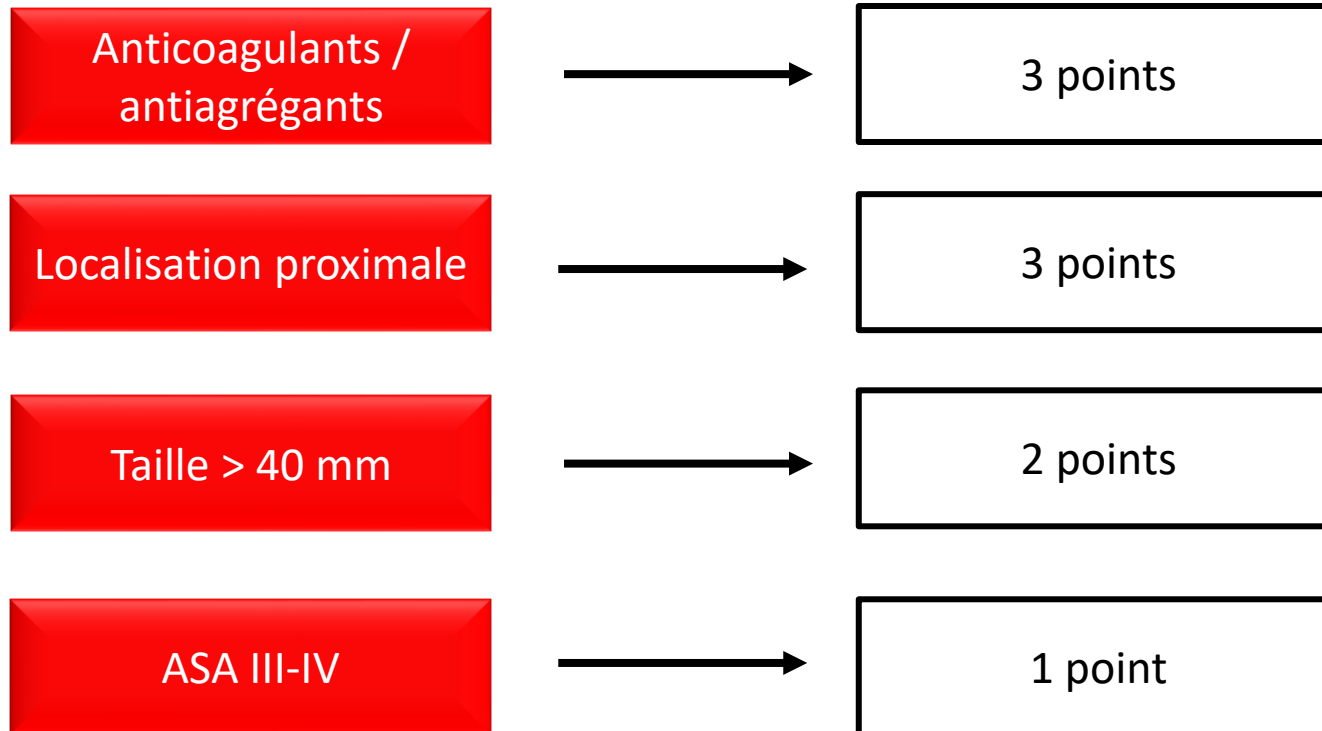 Anticoagulants /
antiagrégants
3 points
Localisation proximale
3 points
Taille > 40 mm
2 points
ASA III-IV
1 point